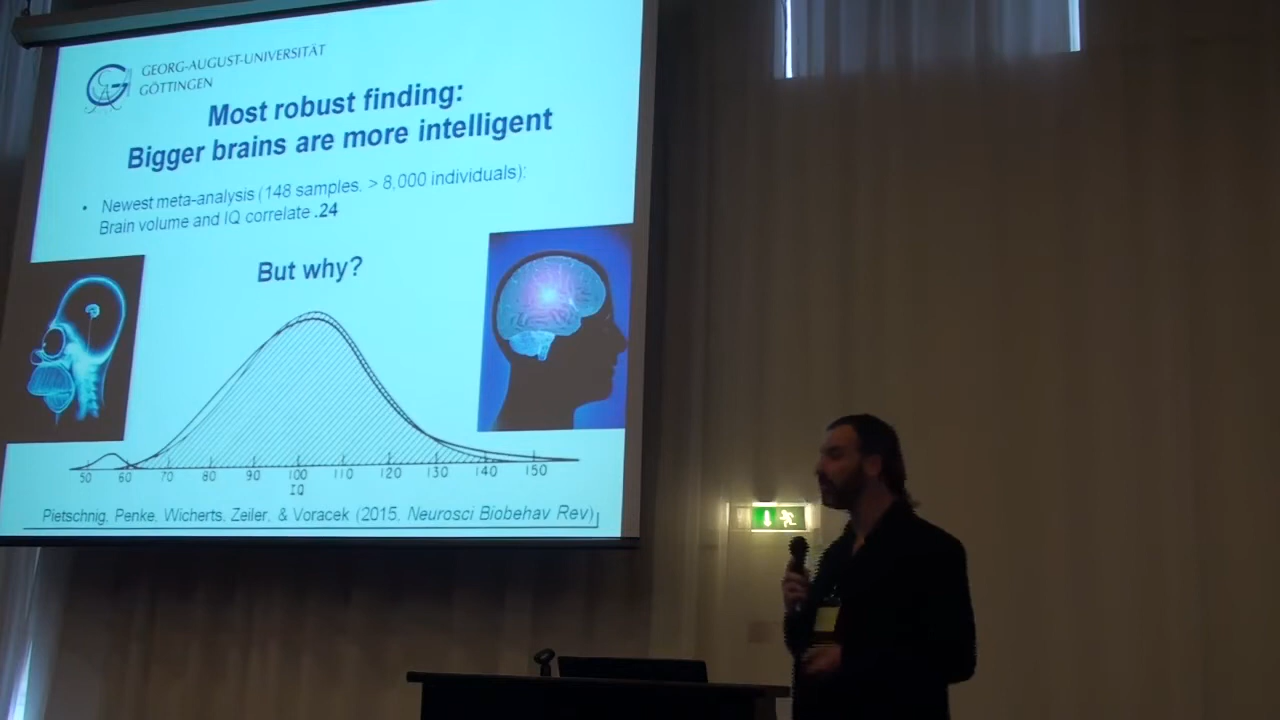 GEORG-AUGUST-UNIVERSITÄT
GÖTTINGEN
Most robust finding:
Bigger brains are more intelligent
• Newest meta-analysis (148 samples, > 8,000 individuals):
Brain volume and IQ correlate .24
But why?
50 60 70 80 90 100 110 120 130 140 150
IQ
Pietschnig, Penke, Wicherts, Zeiler, & Voracek (2015, Neurosci Biobehav Rev)